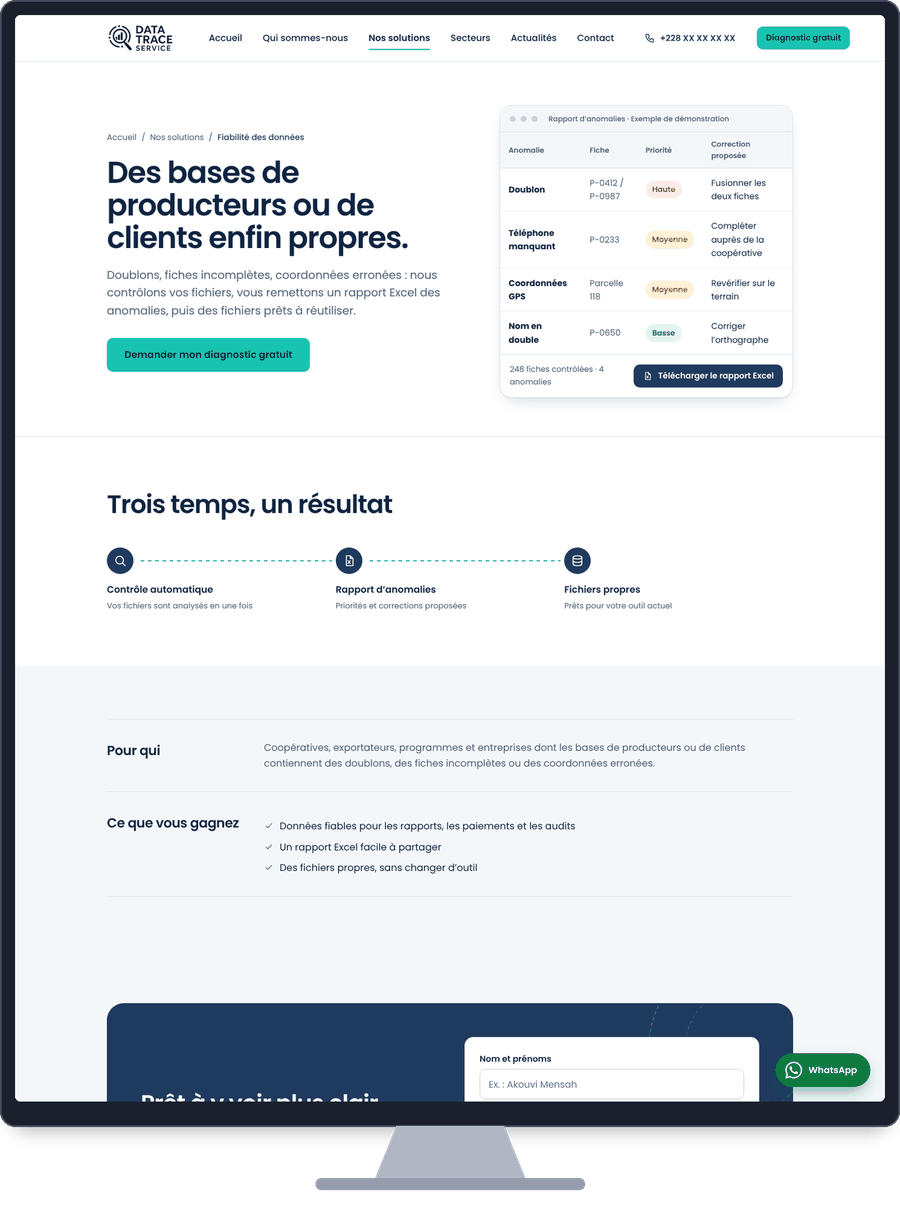 DATA
TRACE
SERVICE
Accueil
Qui sommes-nous
Nos solutions
Secteurs
Actualités
Contact
+228 XX XX XX XX
Diagnostic gratuit
Accueil / Nos solutions / Fiabilité des données
Des bases de
producteurs ou de
clients enfin propres.
Doublons, fiches incomplètes, coordonnées erronées : nous
contrôlons vos fichiers, vous remettons un rapport Excel des
anomalies, puis des fichiers prêts à réutiliser.
Demander mon diagnostic gratuit
Rapport d’anomalies · Exemple de démonstration
Anomalie
Fiche
Priorité
Correction
proposée
Doublon
P-0412 /
P-0987
Haute
Fusionner les
deux fiches
Téléphone
manquant
P-0233
Moyenne
Compléter
auprès de la
coopérative
Coordonnées
GPS
Parcelle
118
Moyenne
Revérifier sur le
terrain
Nom en
double
P-0650
Basse
Corriger
l’orthographe
248 fiches contrôlées · 4
anomalies
Télécharger le rapport Excel
Trois temps, un résultat
Contrôle automatique
Vos fichiers sont analysés en une fois
Rapport d’anomalies
Priorités et corrections proposées
Fichiers propres
Prêts pour votre outil actuel
Pour qui
Coopératives, exportateurs, programmes et entreprises dont les bases de producteurs ou de clients
contiennent des doublons, des fiches incomplètes ou des coordonnées erronées.
Ce que vous gagnez
Données fiables pour les rapports, les paiements et les audits
Un rapport Excel facile à partager
Des fichiers propres, sans changer d’outil
Prêt à y voir plus clair
Nom et prénoms
Ex. : Akouvi Mensah
WhatsApp